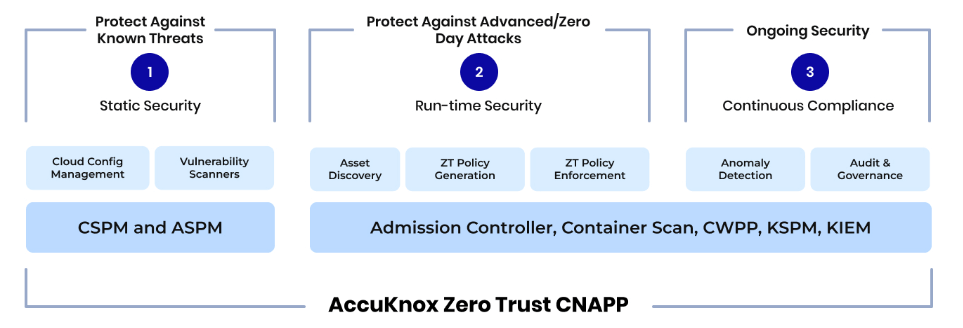 Protect Against
Known Threats
1
Static Security
Protect Against Advanced/Zero
Day Attacks
2
Run-time Security
Ongoing Security
3
Continuous Compliance
Cloud Config
Management
Vulnerability
Scanners
Asset
Discovery
ZT Policy
Generation
ZT Policy
Enforcement
Anomaly
Detection
Audit &
Governance
CSPM and ASPM
Admission Controller, Container Scan, CWPP, KSPM, KIEM
AccuKnox Zero Trust CNAPP